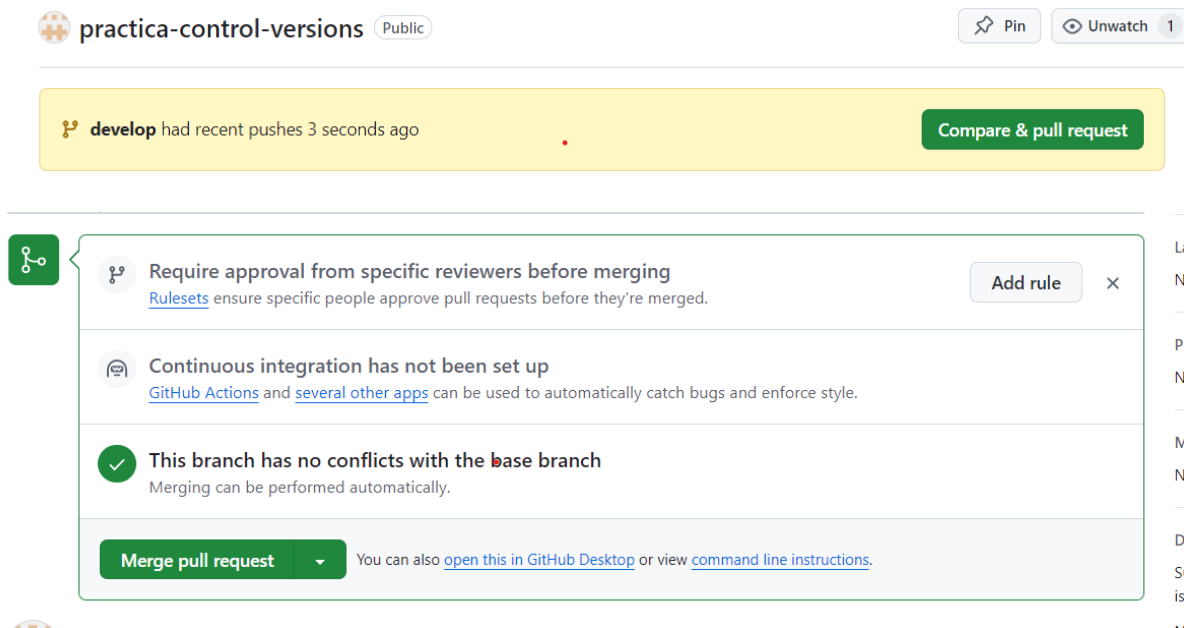 practica-control-versions Public Pin Unwatch 1
develop had recent pushes 3 seconds ago Compare & pull request
Require approval from specific reviewers before merging
Rulesets ensure specific people approve pull requests before they're merged.
Add rule
Continuous integration has not been set up
GitHub Actions and several other apps can be used to automatically catch bugs and enforce style.
This branch has no conflicts with the base branch
Merging can be performed automatically.
Merge pull request You can also open this in GitHub Desktop or view command line instructions.